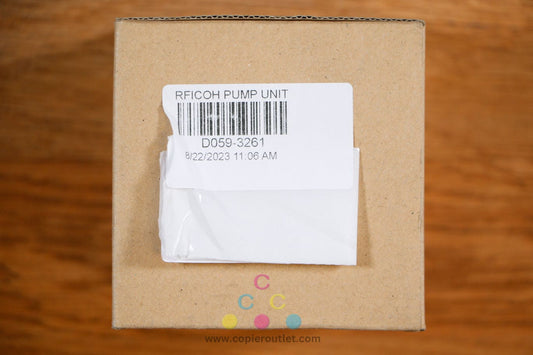 RFICOH PUMP UNIT
D059-3261
8/22/2023 11:06 AM
C
C C
www.copieroutlet.com